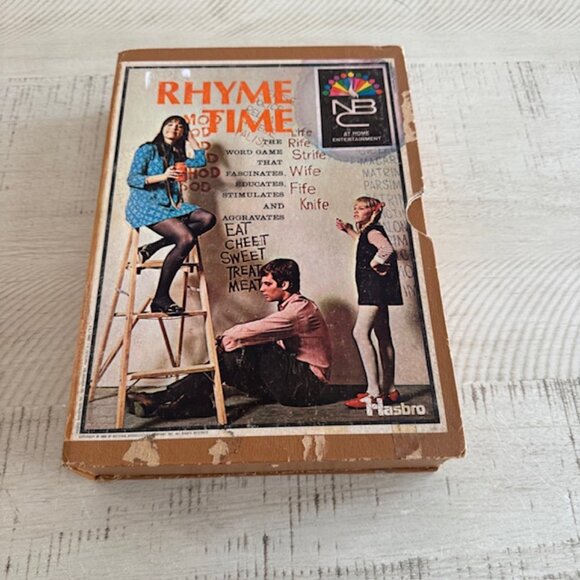 RHYME
TIME
NBC
AT HOME
ENTERTAINMENT
THE
WORD GAME
THAT
FASCINATES,
EDUCATES,
STIMULATES
AND
AGGRAVATES
Life
Rife
Strife
Wife
Fife
Knife
MOD
EAT
CHEET
SWEET
TREAT
MEAT
Hasbro